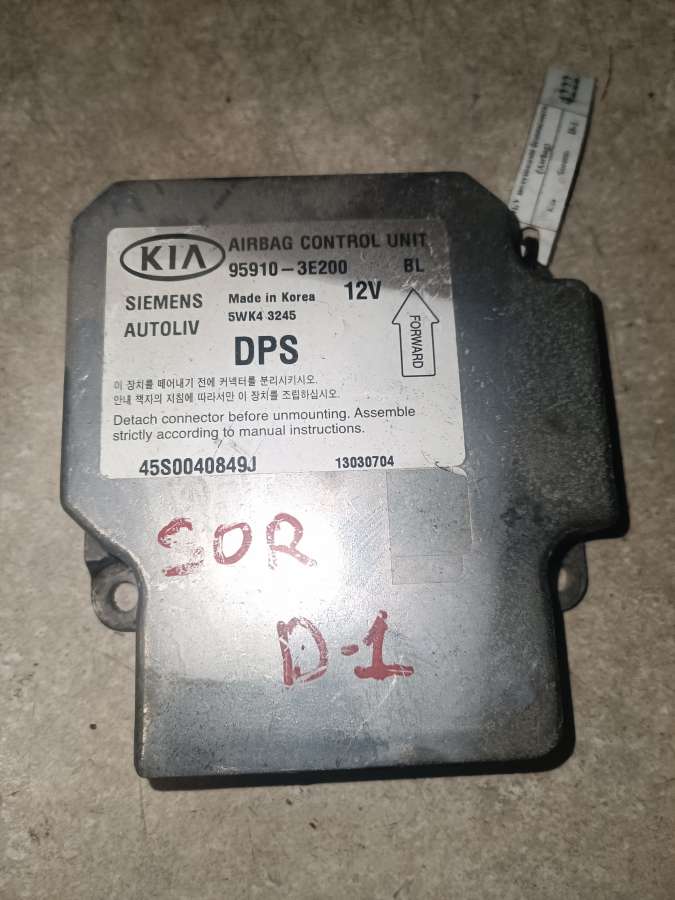 KIA
AIRBAG CONTROL UNIT
95910-3E200 BL
SIEMENS
AUTOLIV
Made in Korea 12V
5WK4 3245
FORWARD
DPS
이 장치를 떼어내기 전에 커넥터를 분리시키시오.
안내 책자의 지침에 따라서만 이 장치를 조립하십시오.
Detach connector before unmounting. Assemble
strictly according to manual instructions.
45S0040849J 13030704
SOR
D-1
4222